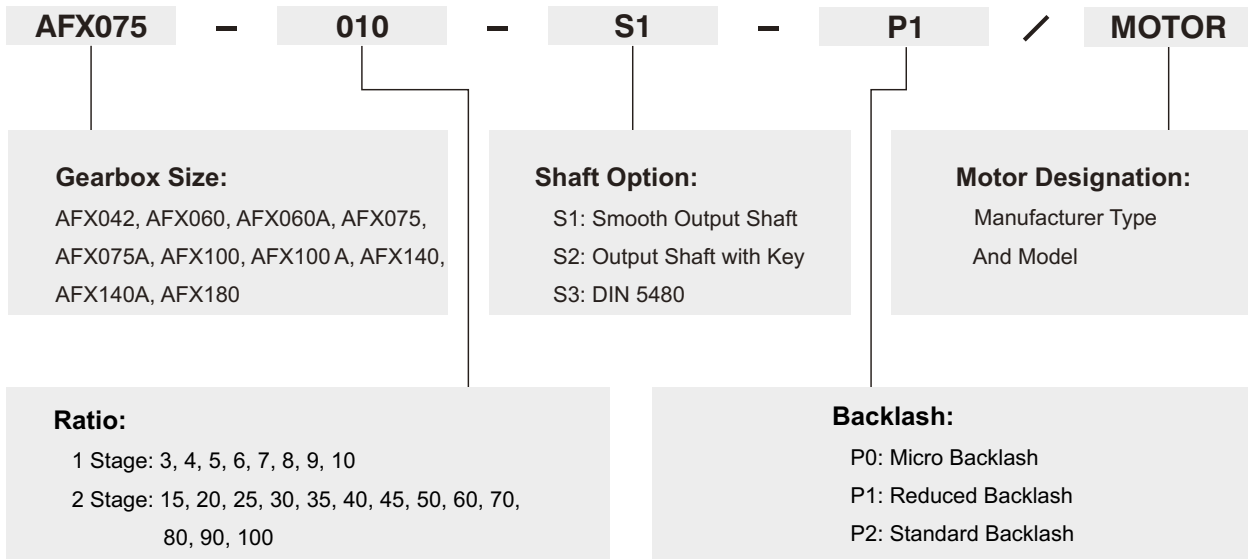 AFX075 – 010 – S1 – P1 / MOTOR
Gearbox Size:
AFX042, AFX060, AFX060A, AFX075,
AFX075A, AFX100, AFX100 A, AFX140,
AFX140A, AFX180
Shaft Option:
S1: Smooth Output Shaft
S2: Output Shaft with Key
S3: DIN 5480
Motor Designation:
Manufacturer Type
And Model
Ratio:
1 Stage: 3, 4, 5, 6, 7, 8, 9, 10
2 Stage: 15, 20, 25, 30, 35, 40, 45, 50, 60, 70,
80, 90, 100
Backlash:
P0: Micro Backlash
P1: Reduced Backlash
P2: Standard Backlash